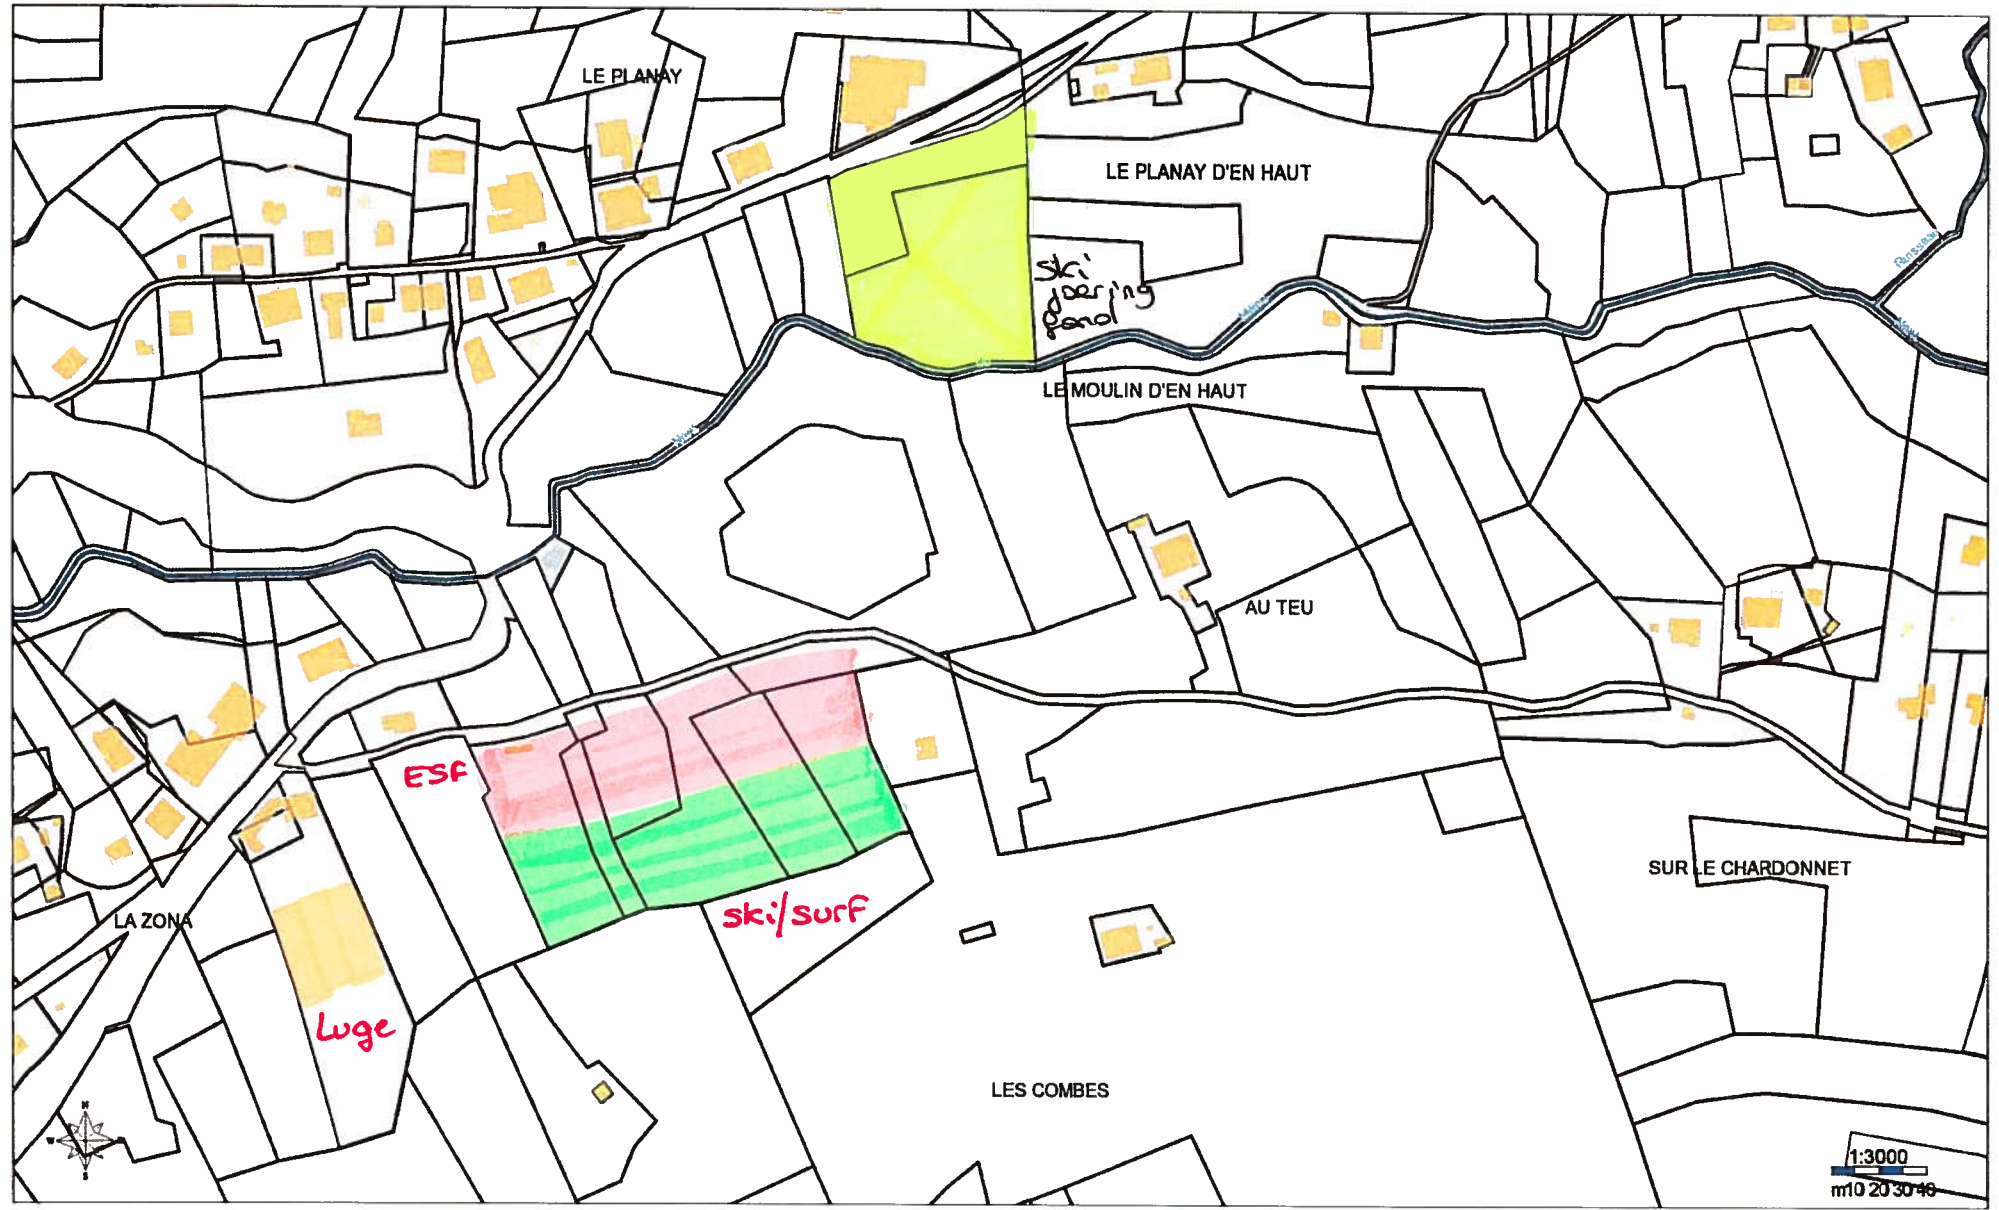 LE PLANAY
LE PLANAY D'EN HAUT
ski
joering
fond
LE MOULIN D'EN HAUT
AU TEU
ESF
ski/surf
SUR LE CHARDONNET
LA ZONA
Luge
LES COMBES
N
W
S
1:3000
m10 20 30 40